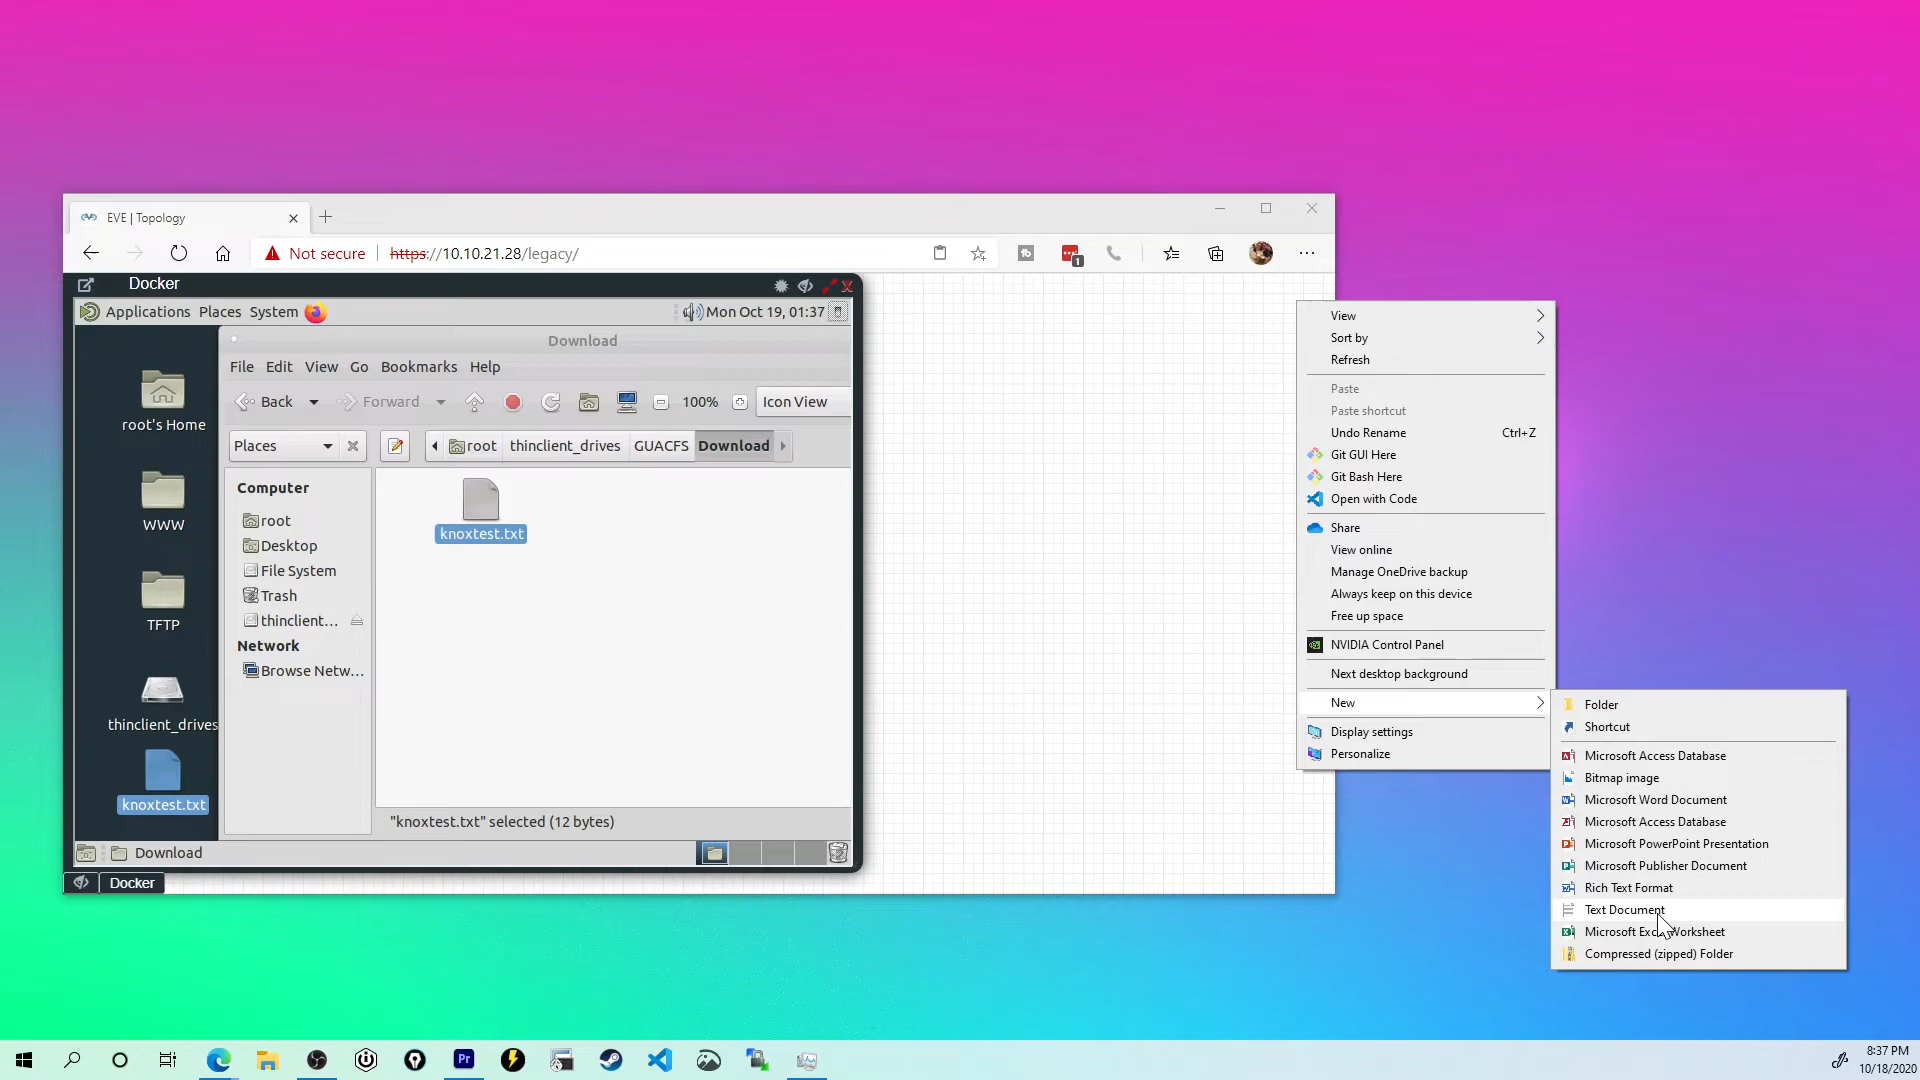 EVE | Topology
Not secure
https://10.10.21.28/legacy/
1
Docker
Applications Places System
Mon Oct 19, 01:37
Download
File Edit View Go Bookmarks Help
Back
Forward
100%
Icon View
Places
root
thinclient_drives
GUACFS
Download
root's Home
WWW
TFTP
thinclient_drives
knoxtest.txt
Computer
root
Desktop
File System
Trash
thinclient…
Network
Browse Netw…
knoxtest.txt
"knoxtest.txt" selected (12 bytes)
Download
Docker
View
Sort by
Refresh
Paste
Paste shortcut
Undo Rename Ctrl+Z
Git GUI Here
Git Bash Here
Open with Code
Share
View online
Manage OneDrive backup
Always keep on this device
Free up space
NVIDIA Control Panel
Next desktop background
New
Display settings
Personalize
Folder
Shortcut
Microsoft Access Database
Bitmap image
Microsoft Word Document
Microsoft Access Database
Microsoft PowerPoint Presentation
Microsoft Publisher Document
Rich Text Format
Text Document
Microsoft Excel Worksheet
Compressed (zipped) Folder
Pr
8:37 PM
10/18/2020